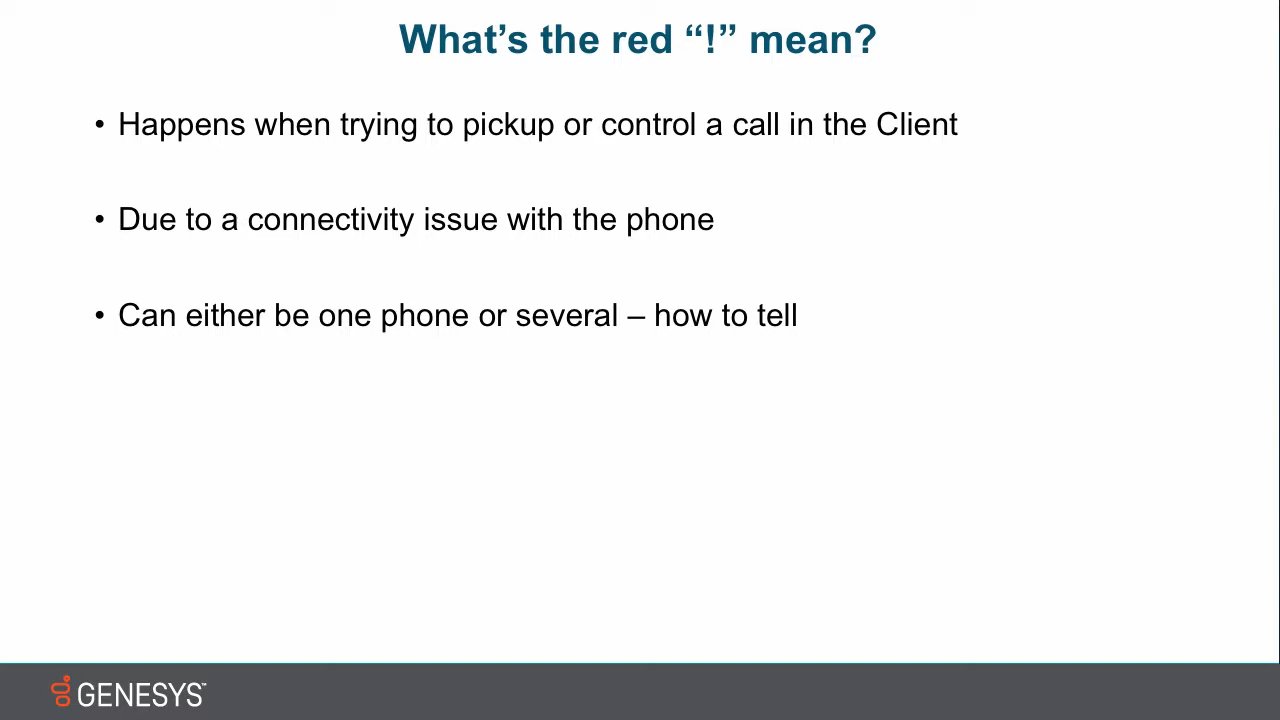 What’s the red “!” mean?
• Happens when trying to pickup or control a call in the Client
• Due to a connectivity issue with the phone
• Can either be one phone or several – how to tell
GENESYS™